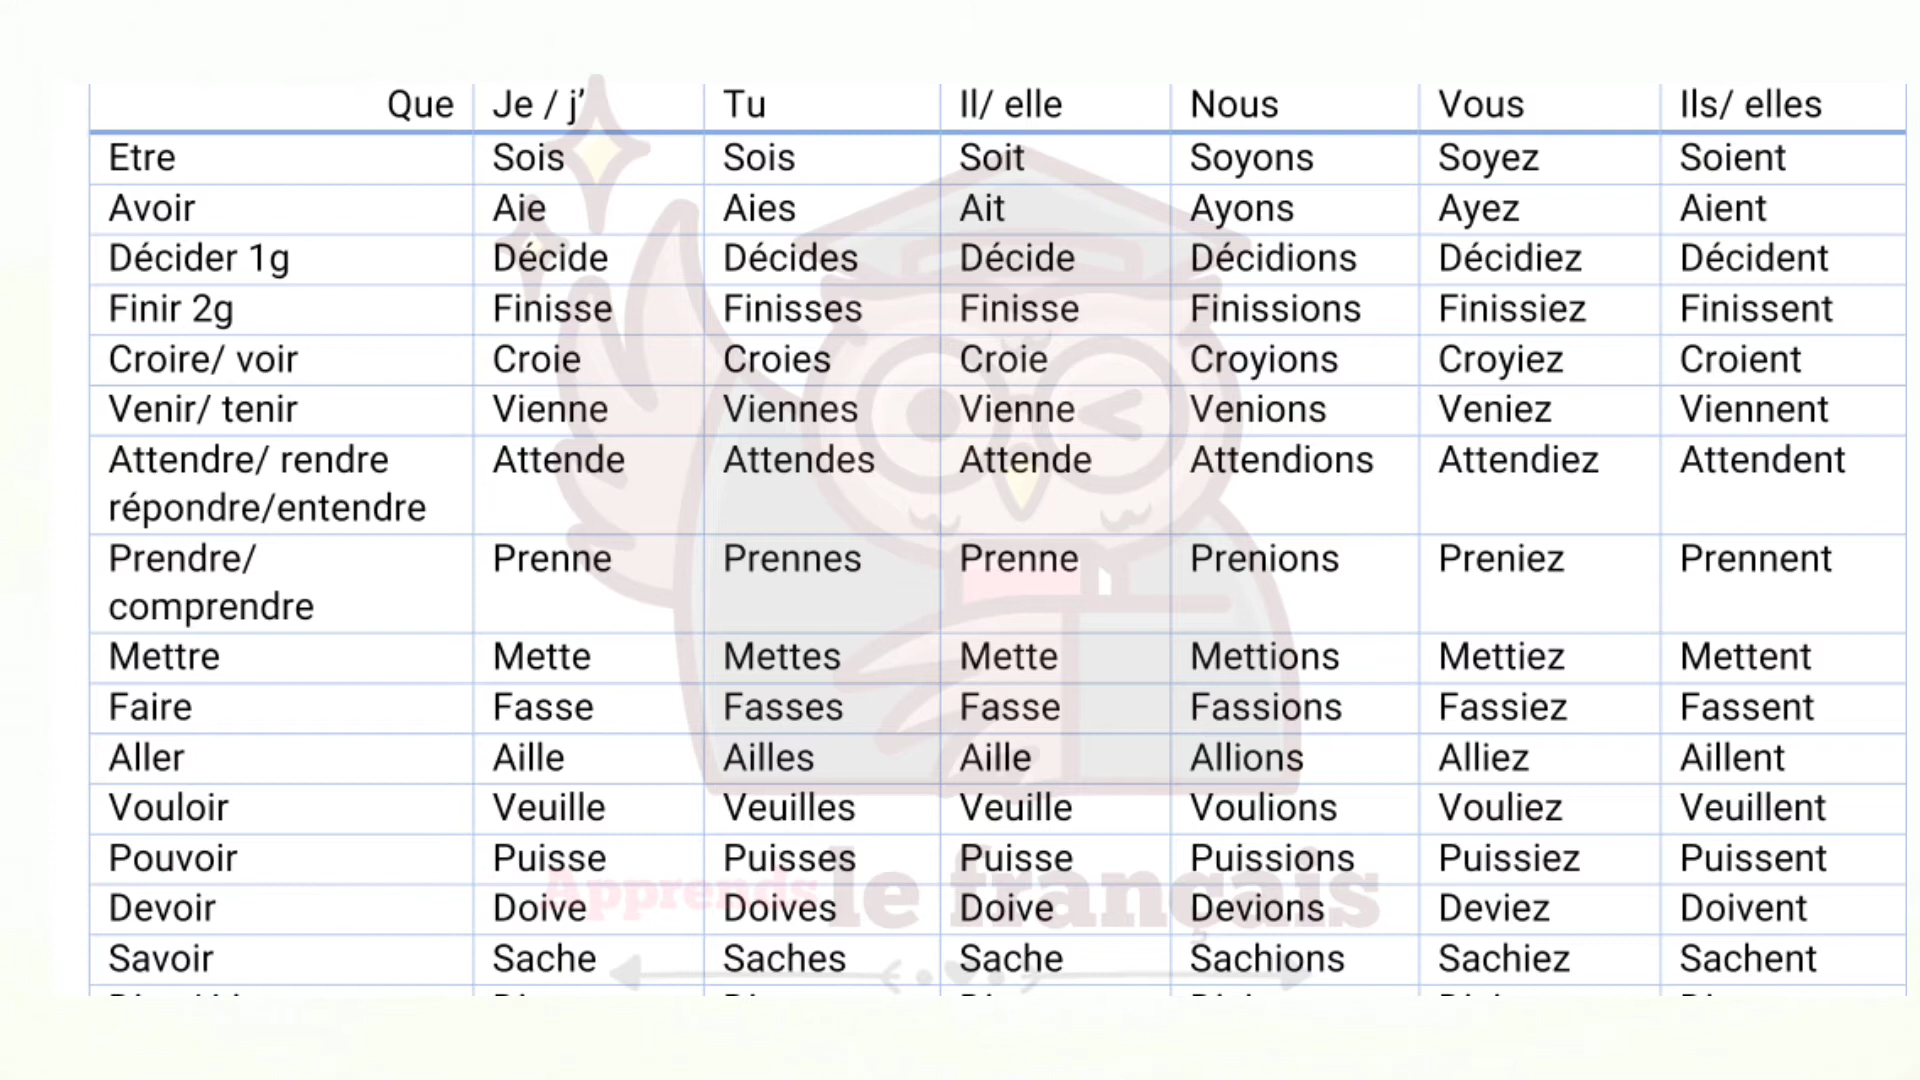 Que Je / j’ Tu Il/ elle Nous Vous Ils/ elles
Etre Sois Sois Soit Soyons Soyez Soient
Avoir Aie Aies Ait Ayons Ayez Aient
Décider 1g Décide Décides Décide Décidions Décidiez Décident
Finir 2g Finisse Finisses Finisse Finissions Finissiez Finissent
Croire/ voir Croie Croies Croie Croyions Croyiez Croient
Venir/ tenir Vienne Viennes Vienne Venions Veniez Viennent
Attendre/ rendre Attende Attendes Attende Attendions Attendiez Attendent
répondre/entendre
Prendre/ Prenne Prennes Prenne Prenions Preniez Prennent
comprendre
Mettre Mette Mettes Mette Mettions Mettiez Mettent
Faire Fasse Fasses Fasse Fassions Fassiez Fassent
Aller Aille Ailles Aille Allions Alliez Aillent
Vouloir Veuille Veuilles Veuille Voulions Vouliez Veuillent
Pouvoir Puisse Puisses Puisse Puissions Puissiez Puissent
Apprends le français
Devoir Doive Doives Doive Devions Deviez Doivent
Savoir Sache Saches Sache Sachions Sachiez Sachent